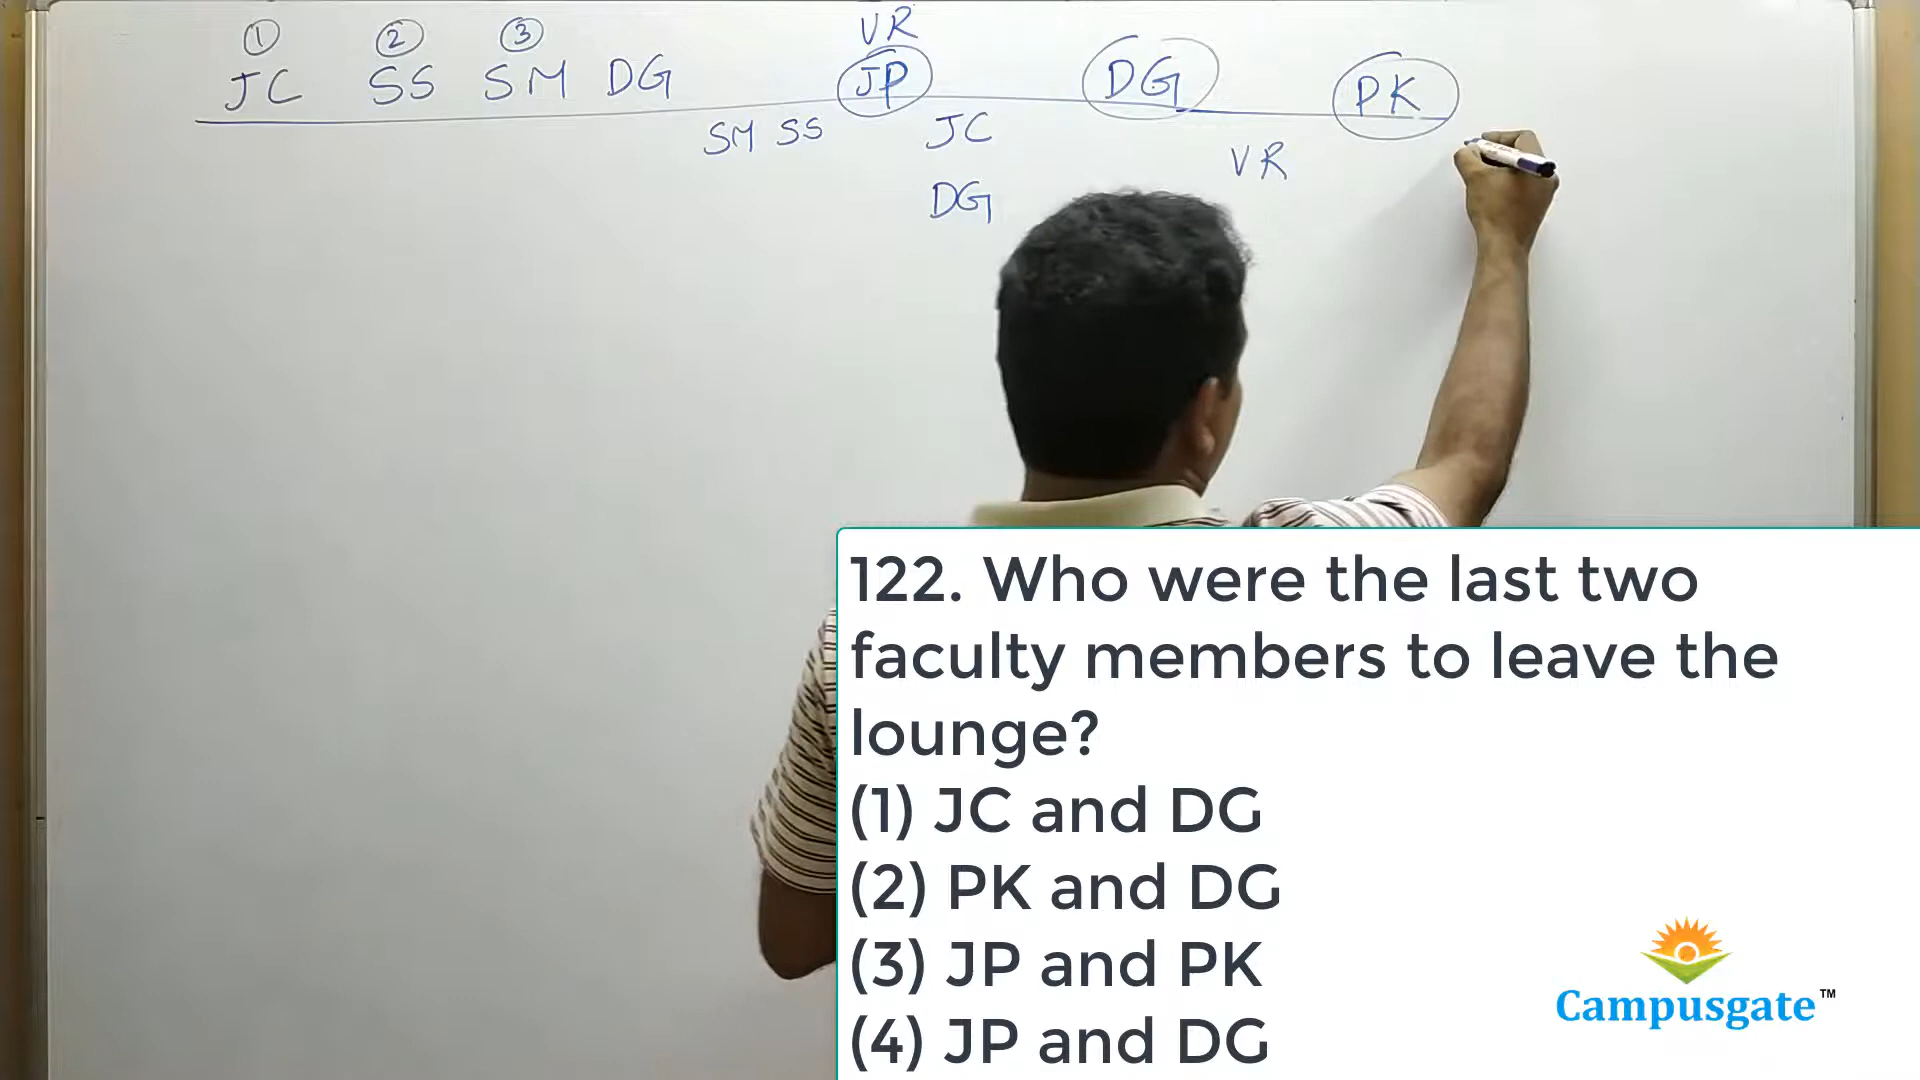 ① ② ③ VR
JC SS SM DG JP DG PK
SM SS JC
VR
DG
122. Who were the last two
faculty members to leave the
lounge?
(1) JC and DG
(2) PK and DG
(3) JP and PK
(4) JP and DG
Campusgate™